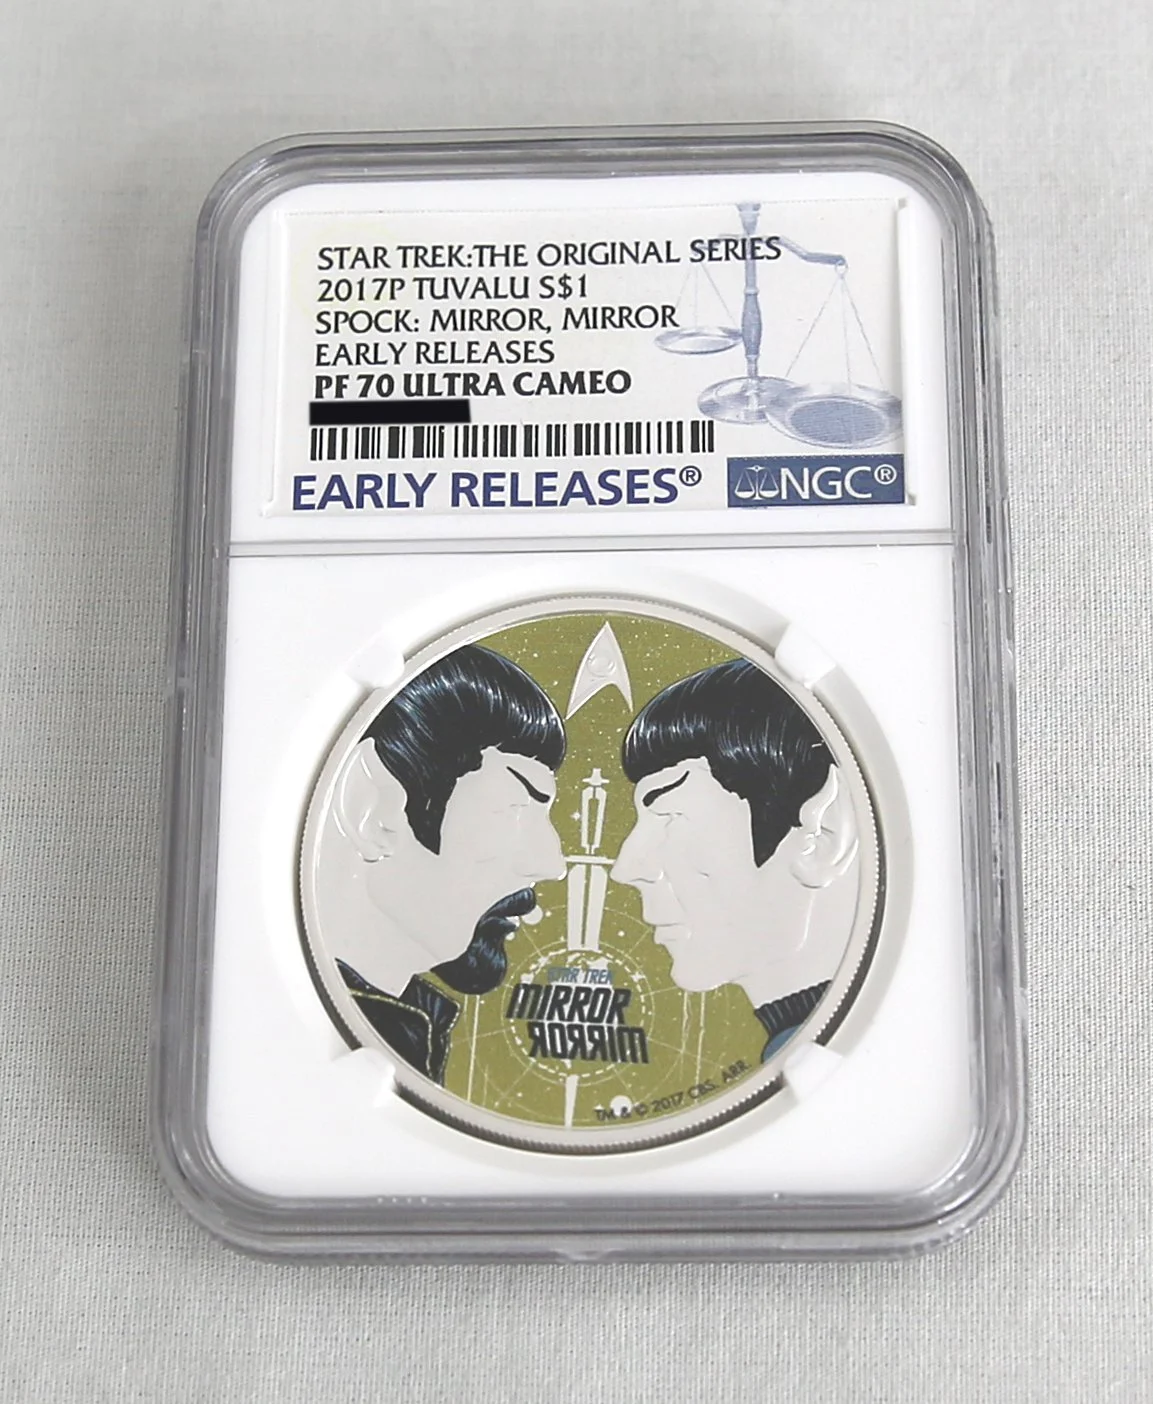 STAR TREK:THE ORIGINAL SERIES
2017P TUVALU S$1
SPOCK: MIRROR, MIRROR
EARLY RELEASES
PF 70 ULTRA CAMEO
EARLY RELEASES®
NGC®
STAR TREK
MIRROR
MIRROR
TM & © 2017 CBS. ARR.